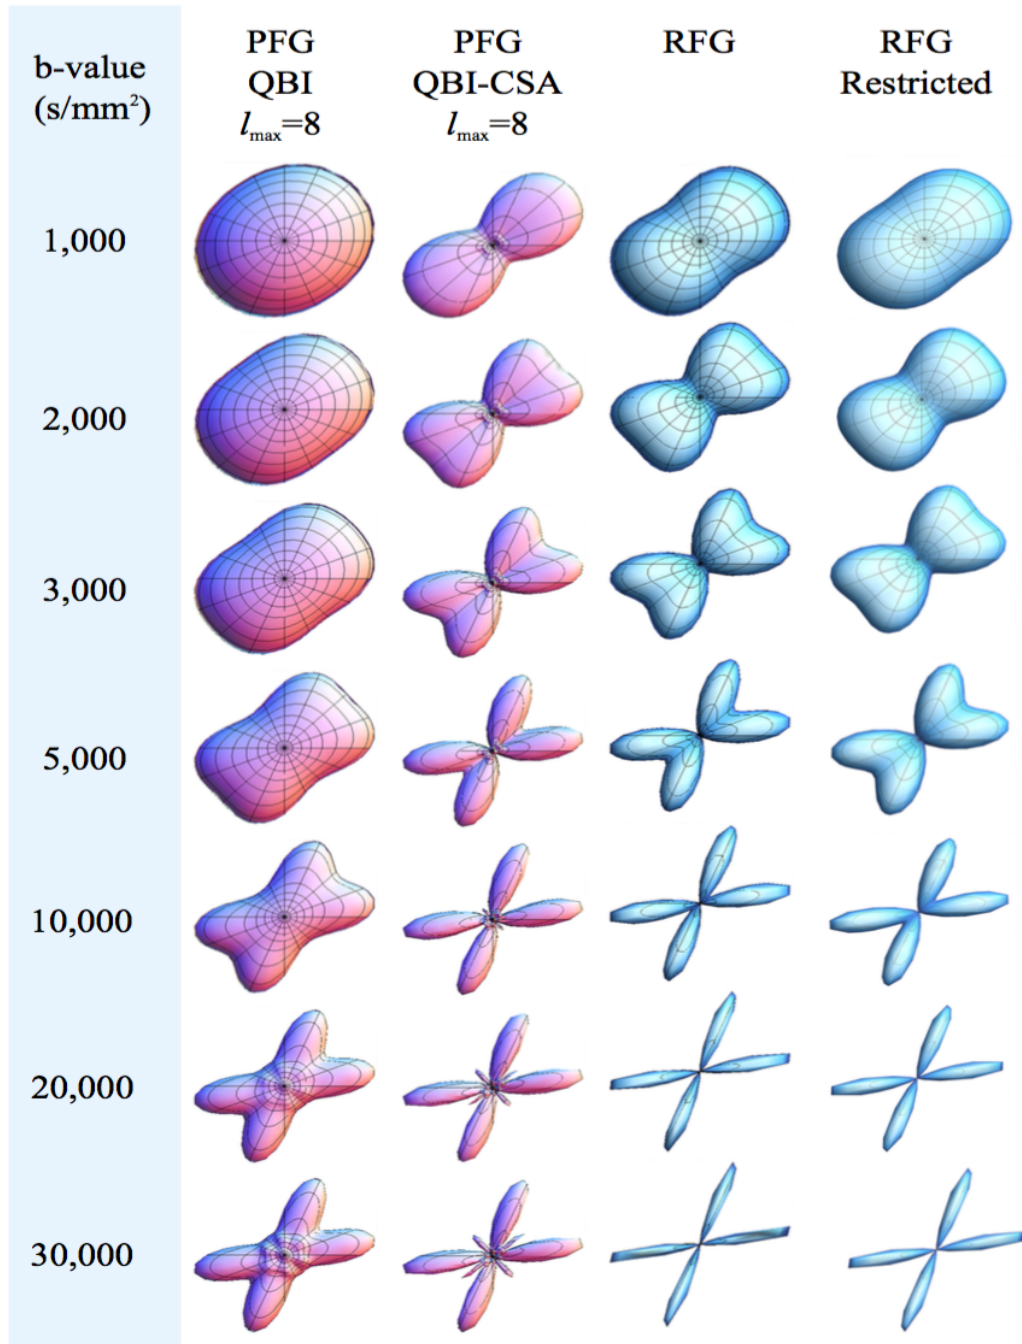 b-value
(s/mm²)
PFG
QBI
lmax=8
PFG
QBI-CSA
lmax=8
RFG
RFG
Restricted
1,000
2,000
3,000
5,000
10,000
20,000
30,000